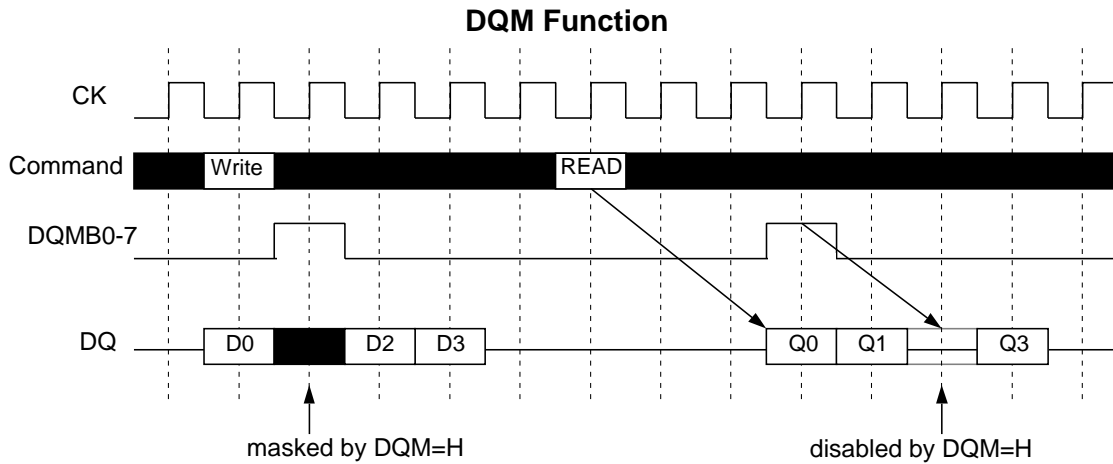 DQM Function
CK
Command
Write
READ
DQMB0-7
DQ
D0
D2
D3
Q0
Q1
Q3
masked by DQM=H
disabled by DQM=H